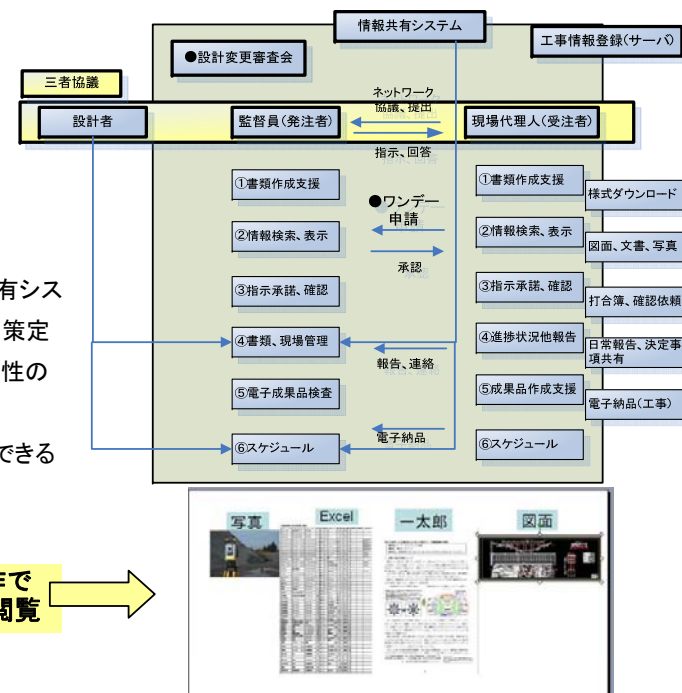 情報共有システム
工事情報登録(サーバ)
●設計変更審査会
三者協議
ネットワーク
協議、提出
設計者
監督員(発注者)
現場代理人(受注者)
指示、回答
①書類作成支援
●ワンデー
申請
承認
①書類作成支援
様式ダウンロード
②情報検索、表示
②情報検索、表示
図面、文書、写真
③指示承諾、確認
③指示承諾、確認
打合簿、確認依頼
④書類、現場管理
報告、連絡
④進捗状況他報告
日常報告、決定事
項共有
⑤電子成果品検査
⑤成果品作成支援
電子納品(工事)
電子納品
⑥スケジュール
⑥スケジュール
有シス
策定
性の
できる
作で
閲覧
写真
Excel
一太郎
図面